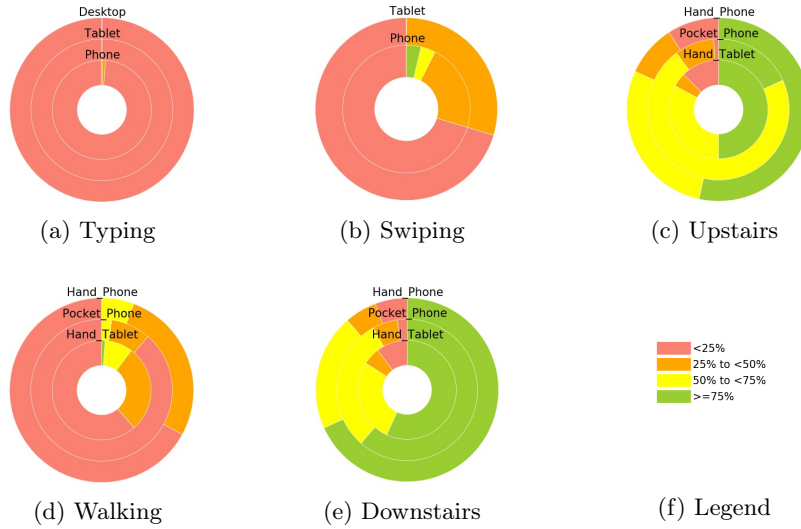 Desktop
Tablet
Phone
(a) Typing
Tablet
Phone
(b) Swiping
Hand_Phone
Pocket_Phone
Hand_Tablet
(c) Upstairs
Hand_Phone
Pocket_Phone
Hand_Tablet
(d) Walking
Hand_Phone
Pocket_Phone
Hand_Tablet
(e) Downstairs
<25%
25% to <50%
50% to <75%
>=75%
(f) Legend